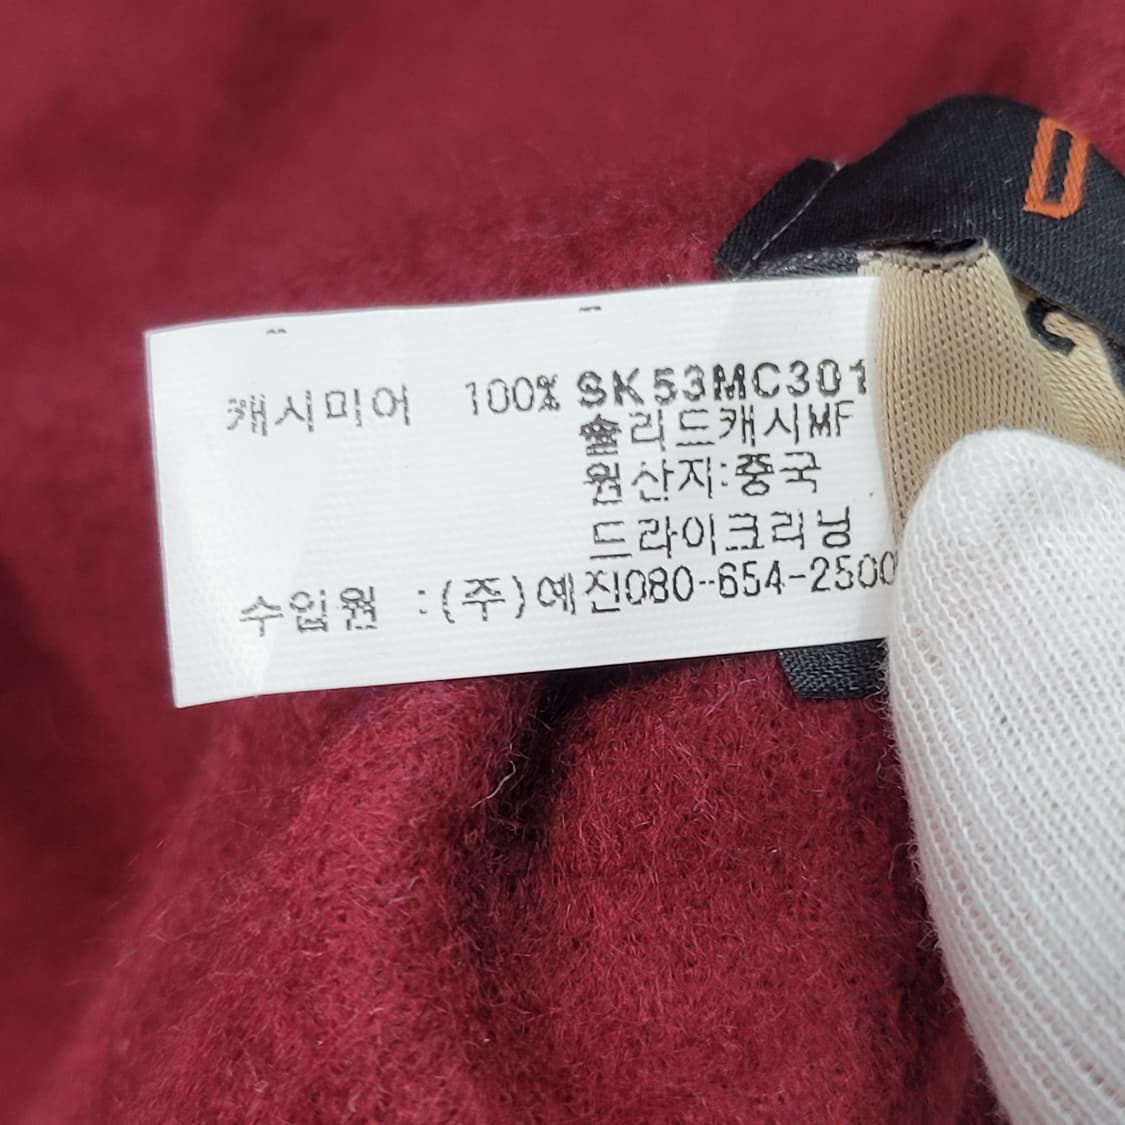 캐시미어 100% SK53MC301
솔리드캐시MF
원산지:중국
드라이크리닝
수입원 :(주)예진080-654-2500
D